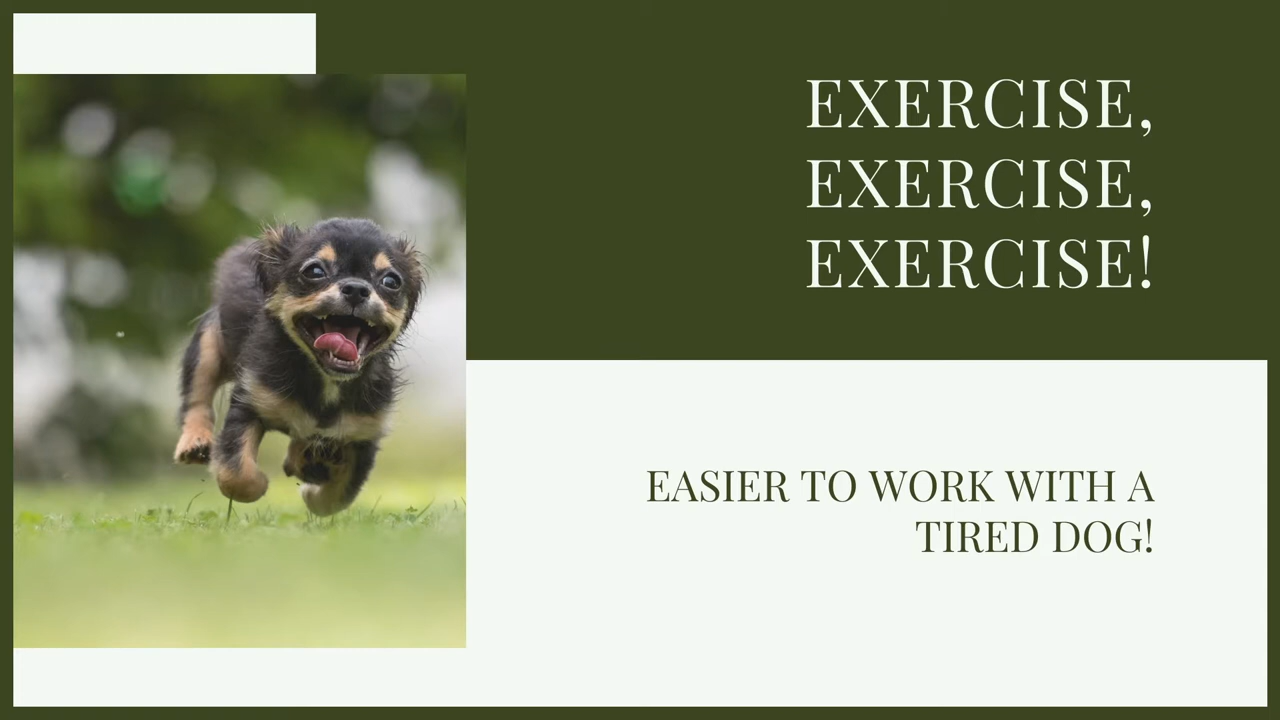 EXERCISE,
EXERCISE,
EXERCISE!
EASIER TO WORK WITH A
TIRED DOG!